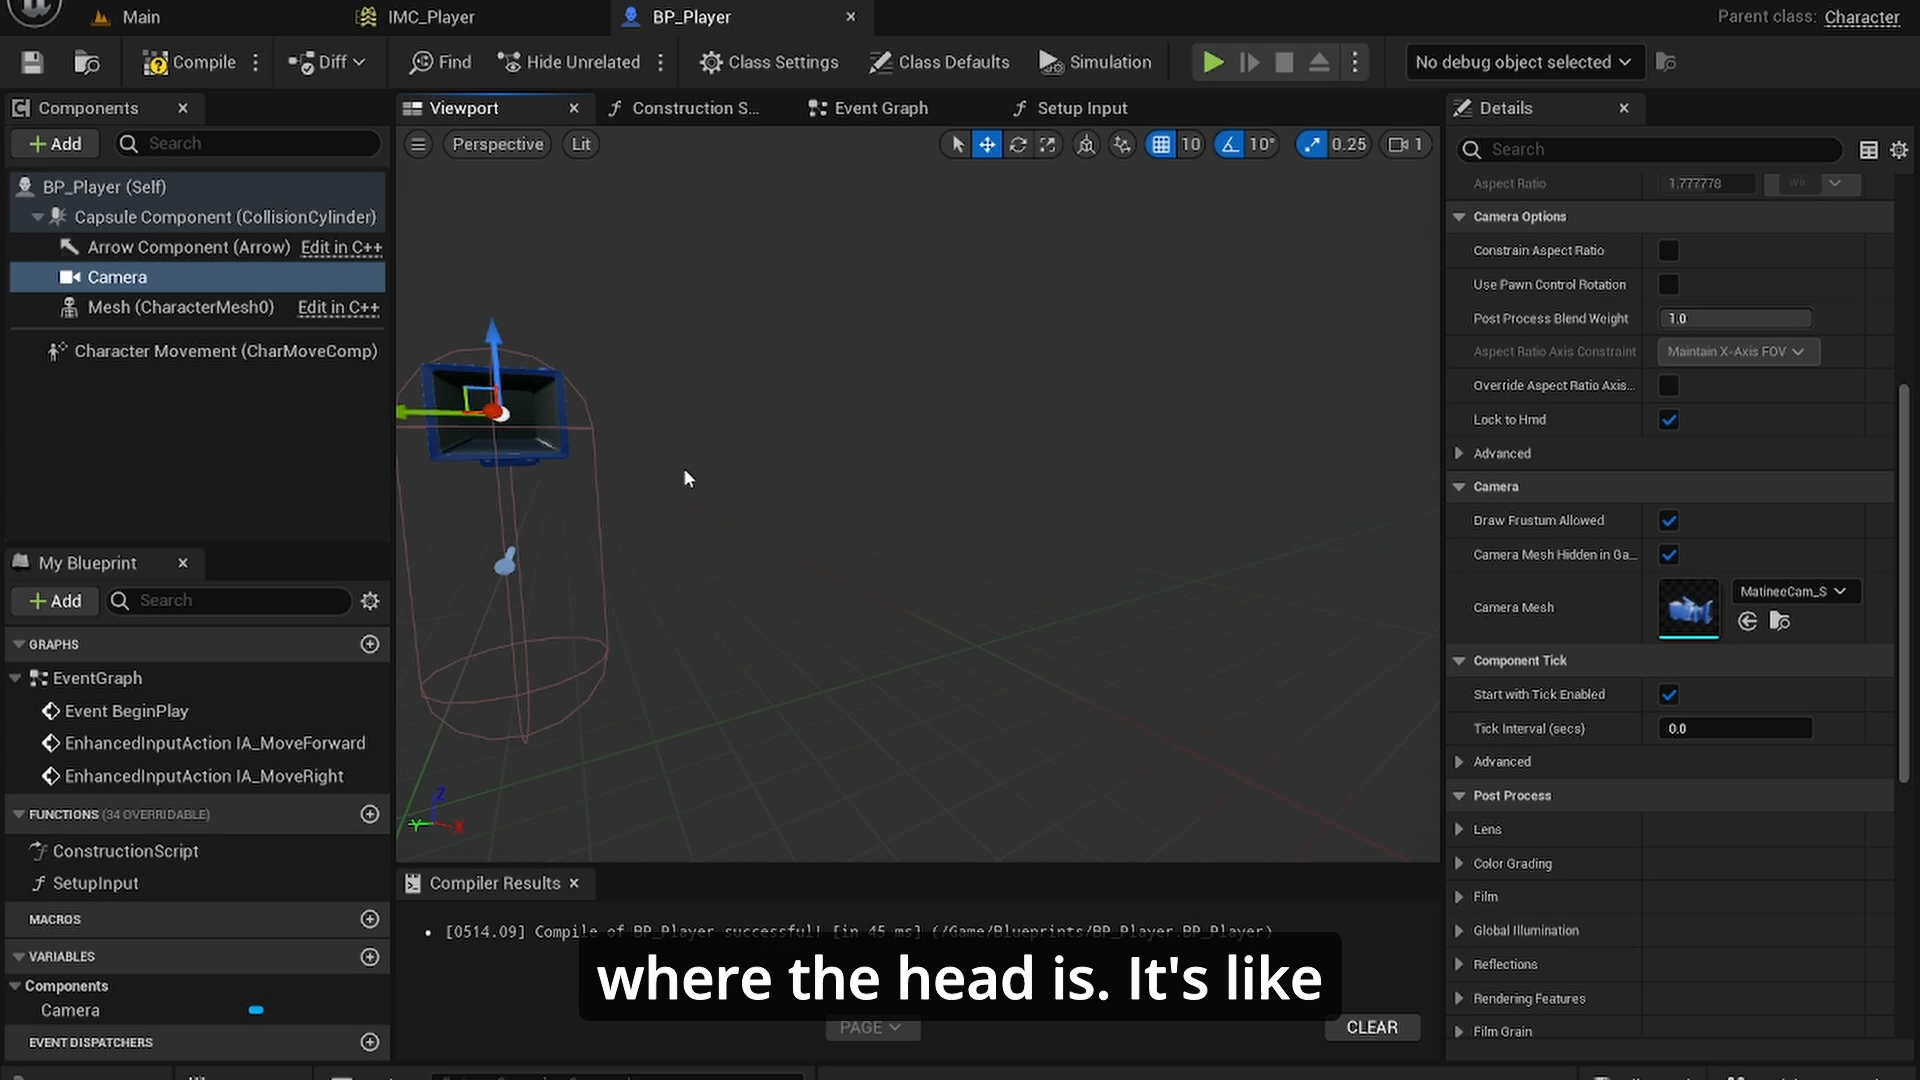 Main
IMC_Player
BP_Player
Parent class: Character
Compile
Diff
Find
Hide Unrelated
Class Settings
Class Defaults
Simulation
No debug object selected
Components
Viewport
Construction S...
Event Graph
Setup Input
Details
Add
Search
Perspective
Lit
10
10°
0.25
1
Search
BP_Player (Self)
Capsule Component (CollisionCylinder)
Arrow Component (Arrow) Edit in C++
Camera
Mesh (CharacterMesh0) Edit in C++
Character Movement (CharMoveComp)
Z
Y
X
Aspect Ratio 1.777778
Camera Options
Constrain Aspect Ratio
Use Pawn Control Rotation
Post Process Blend Weight 1.0
Aspect Ratio Axis Constraint Maintain X-Axis FOV
Override Aspect Ratio Axis...
Lock to Hmd
Advanced
Camera
Draw Frustum Allowed
Camera Mesh Hidden in Ga...
Camera Mesh MatineeCam_S
Component Tick
Start with Tick Enabled
Tick Interval (secs) 0.0
Advanced
Post Process
Lens
Color Grading
Film
Global Illumination
Reflections
Rendering Features
Film Grain
My Blueprint
Add
Search
GRAPHS
EventGraph
Event BeginPlay
EnhancedInputAction IA_MoveForward
EnhancedInputAction IA_MoveRight
FUNCTIONS (34 OVERRIDABLE)
ConstructionScript
SetupInput
MACROS
VARIABLES
Components
Camera
EVENT DISPATCHERS
Compiler Results
[0514.09] Compile of BP_Player successful! [in 45 ms] (/Game/Blueprints/BP_Player.BP_Player)
where the head is. It's like
PAGE
CLEAR